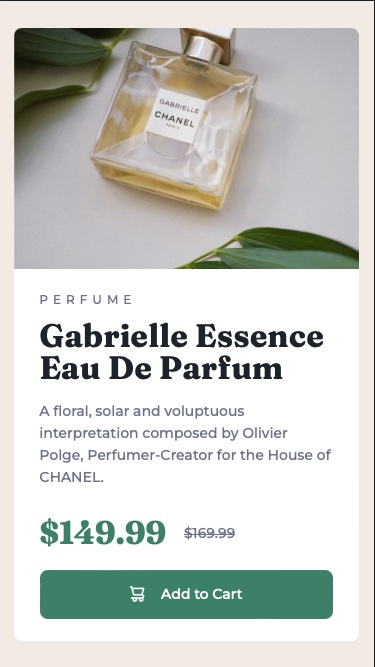 GABRIELLE
CHANEL
PARIS
PERFUME
Gabrielle Essence
Eau De Parfum
A floral, solar and voluptuous
interpretation composed by Olivier
Polge, Perfumer-Creator for the House of
CHANEL.
$149.99 $169.99
Add to Cart